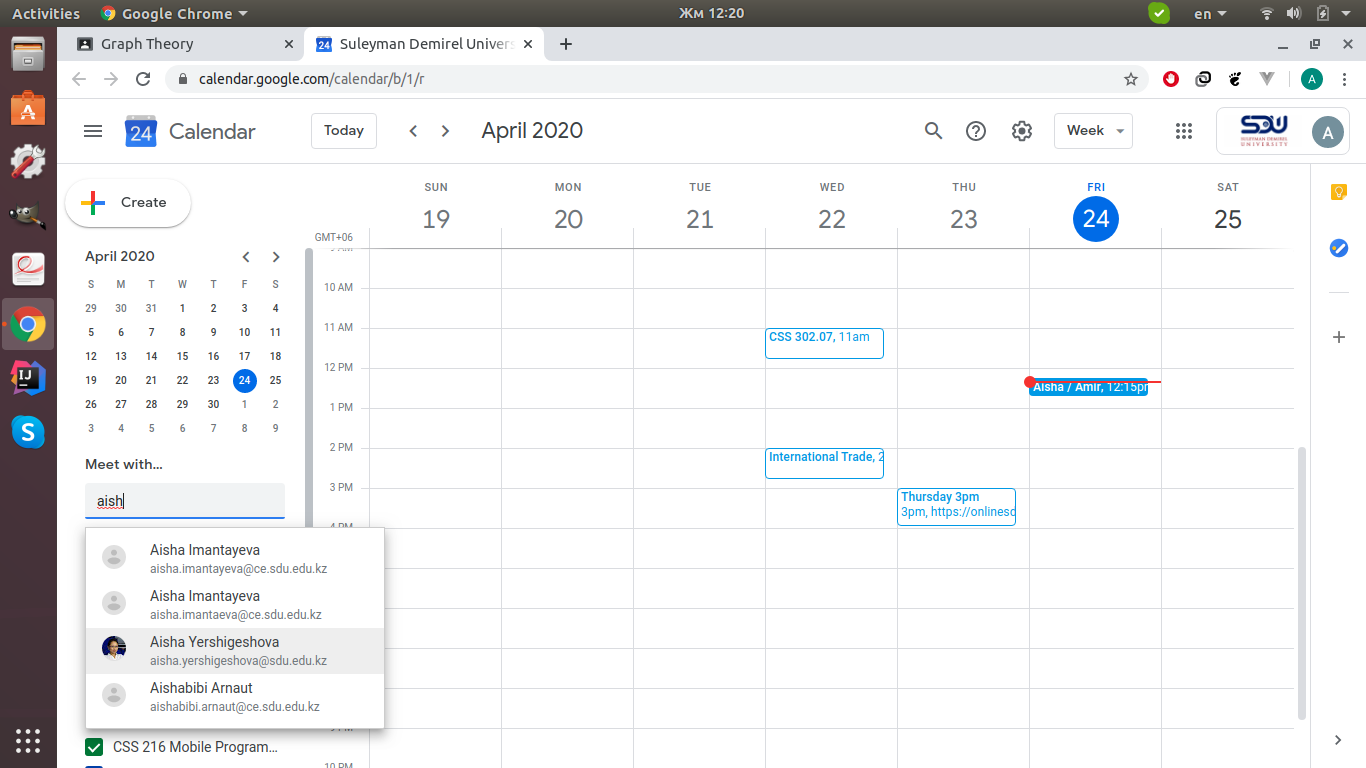 Activities
Google Chrome
Жм 12:20
en
Graph Theory
24
Suleyman Demirel Univers
calendar.google.com/calendar/b/1/r
A
24
Calendar
Today
April 2020
Week
SDU
SULEYMAN DEMIREL
UNIVERSITY
A
Create
SUN MON TUE WED THU FRI SAT
19 20 21 22 23 24 25
GMT+06
April 2020
S M T W T F S
29 30 31 1 2 3 4
5 6 7 8 9 10 11
12 13 14 15 16 17 18
19 20 21 22 23 24 25
26 27 28 29 30 1 2
3 4 5 6 7 8 9
Meet with...
aish
Aisha Imantayeva
aisha.imantayeva@ce.sdu.edu.kz
Aisha Imantayeva
aisha.imantaeva@ce.sdu.edu.kz
Aisha Yershigeshova
aisha.yershigeshova@sdu.edu.kz
Aishabibi Arnaut
aishabibi.arnaut@ce.sdu.edu.kz
CSS 216 Mobile Program...
9 AM
10 AM
11 AM
12 PM
1 PM
2 PM
3 PM
4 PM
9 PM
10 PM
CSS 302.07, 11am
International Trade, 2
Thursday 3pm
3pm, https://onlinesd
Aisha / Amir, 12:15pm
IJ